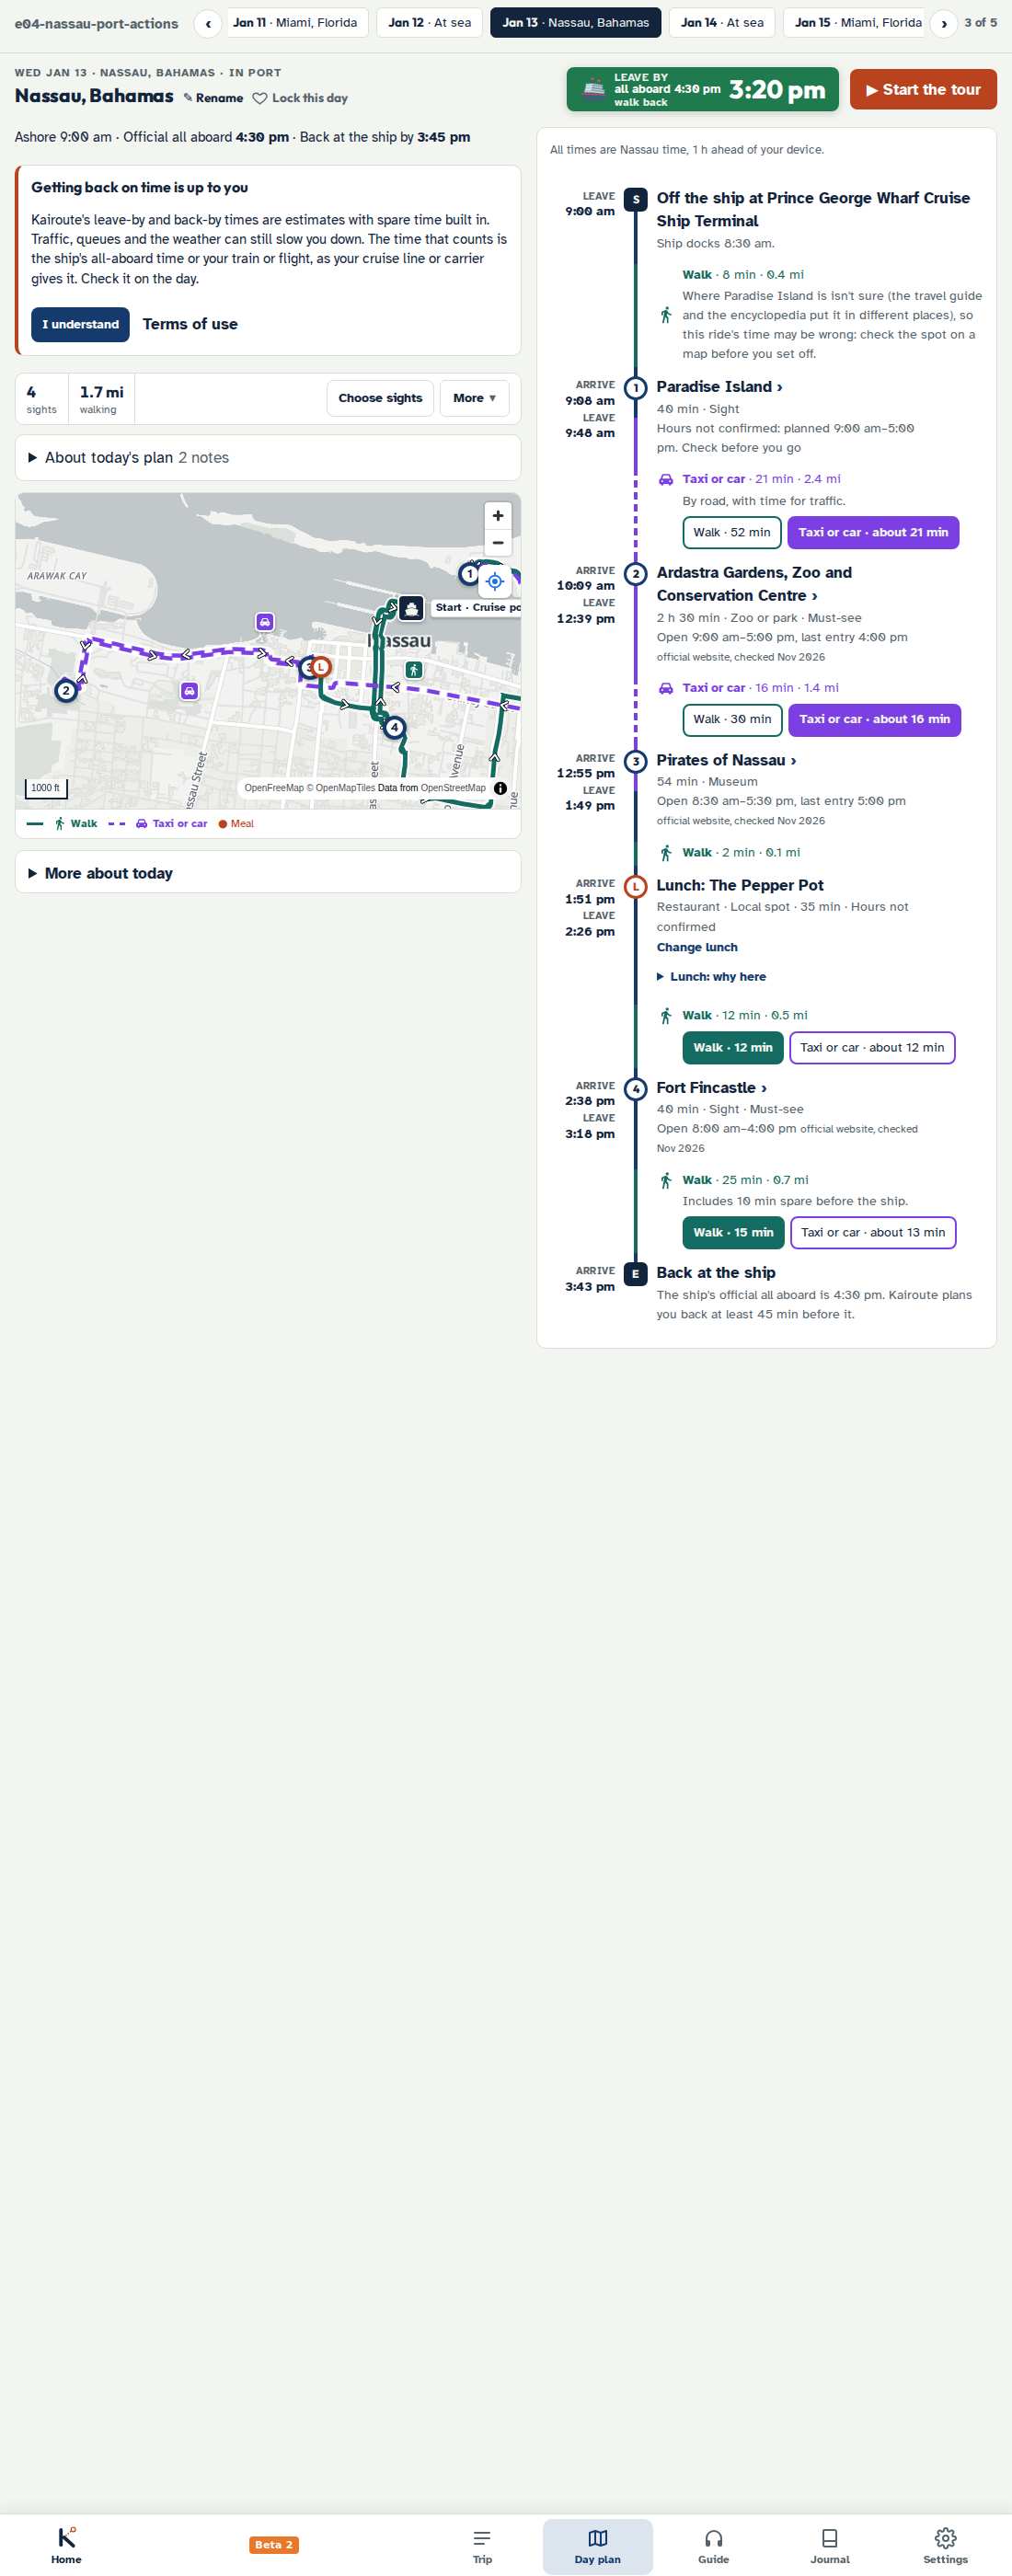 e04-nassau-port-actions
‹
Jan 11 · Miami, Florida
Jan 12 · At sea
Jan 13 · Nassau, Bahamas
Jan 14 · At sea
Jan 15 · Miami, Florida
›
3 of 5
WED JAN 13 · NASSAU, BAHAMAS · IN PORT
Nassau, Bahamas
✎ Rename
Lock this day
LEAVE BY
all aboard 4:30 pm
walk back
3:20 pm
▶ Start the tour
Ashore 9:00 am · Official all aboard 4:30 pm · Back at the ship by 3:45 pm
Getting back on time is up to you
Kairoute's leave-by and back-by times are estimates with spare time built in.
Traffic, queues and the weather can still slow you down. The time that counts is
the ship's all-aboard time or your train or flight, as your cruise line or carrier
gives it. Check it on the day.
I understand
Terms of use
4
sights
1.7 mi
walking
Choose sights
More ▼
▶ About today's plan 2 notes
+
−
ARAWAK CAY
1
Start · Cruise po
Nassau
2
3
L
4
ssau Street
eet
as
venue
nue
1000 ft
OpenFreeMap © OpenMapTiles Data from OpenStreetMap
Walk
Taxi or car
Meal
▶ More about today
All times are Nassau time, 1 h ahead of your device.
LEAVE
9:00 am
S
Off the ship at Prince George Wharf Cruise
Ship Terminal
Ship docks 8:30 am.
Walk · 8 min · 0.4 mi
Where Paradise Island is isn't sure (the travel guide
and the encyclopedia put it in different places), so
this ride's time may be wrong: check the spot on a
map before you set off.
ARRIVE
9:08 am
LEAVE
9:48 am
1
Paradise Island ›
40 min · Sight
Hours not confirmed: planned 9:00 am–5:00
pm. Check before you go
Taxi or car · 21 min · 2.4 mi
By road, with time for traffic.
Walk · 52 min
Taxi or car · about 21 min
ARRIVE
10:09 am
LEAVE
12:39 pm
2
Ardastra Gardens, Zoo and
Conservation Centre ›
2 h 30 min · Zoo or park · Must-see
Open 9:00 am–5:00 pm, last entry 4:00 pm
official website, checked Nov 2026
Taxi or car · 16 min · 1.4 mi
Walk · 30 min
Taxi or car · about 16 min
ARRIVE
12:55 pm
LEAVE
1:49 pm
3
Pirates of Nassau ›
54 min · Museum
Open 8:30 am–5:30 pm, last entry 5:00 pm
official website, checked Nov 2026
Walk · 2 min · 0.1 mi
ARRIVE
1:51 pm
LEAVE
2:26 pm
L
Lunch: The Pepper Pot
Restaurant · Local spot · 35 min · Hours not
confirmed
Change lunch
▶ Lunch: why here
Walk · 12 min · 0.5 mi
Walk · 12 min
Taxi or car · about 12 min
ARRIVE
2:38 pm
LEAVE
3:18 pm
4
Fort Fincastle ›
40 min · Sight · Must-see
Open 8:00 am–4:00 pm official website, checked
Nov 2026
Walk · 25 min · 0.7 mi
Includes 10 min spare before the ship.
Walk · 15 min
Taxi or car · about 13 min
ARRIVE
3:43 pm
E
Back at the ship
The ship's official all aboard is 4:30 pm. Kairoute plans
you back at least 45 min before it.
Home
Beta 2
Trip
Day plan
Guide
Journal
Settings